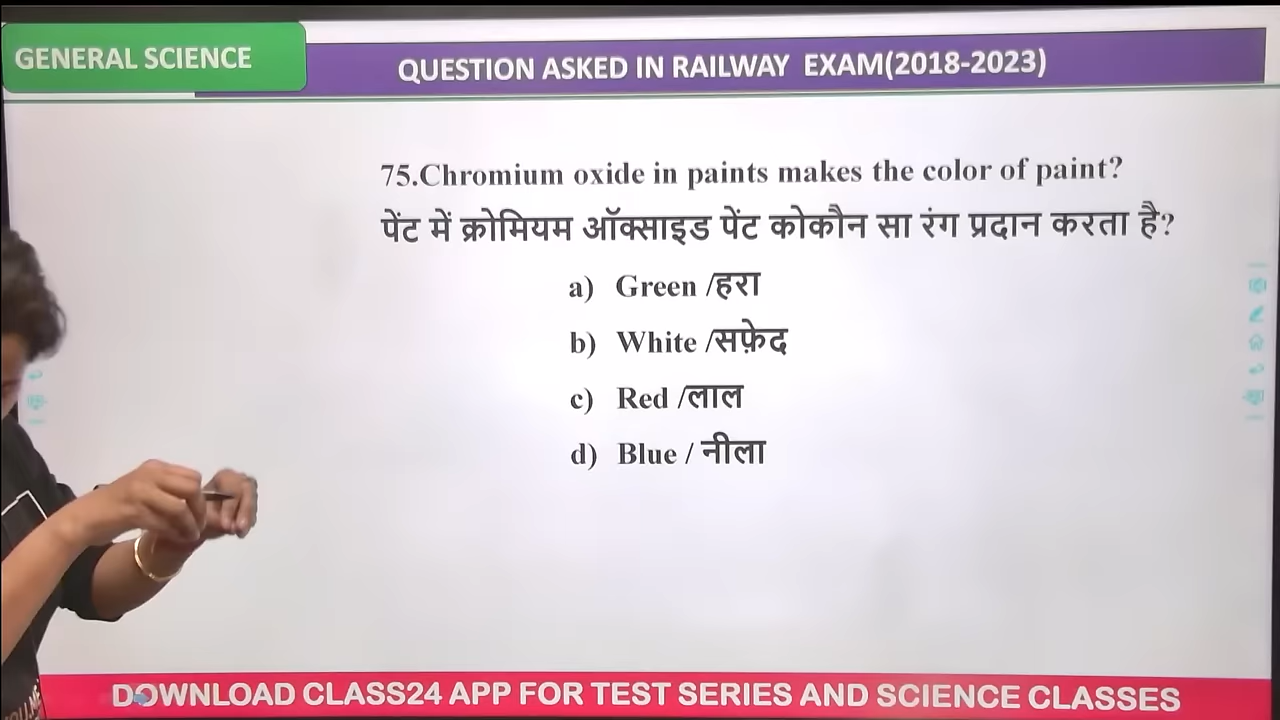 GENERAL SCIENCE
QUESTION ASKED IN RAILWAY EXAM(2018-2023)
75.Chromium oxide in paints makes the color of paint?
पेंट में क्रोमियम ऑक्साइड पेंट कोकौन सा रंग प्रदान करता है?
a) Green /हरा
b) White /सफ़ेद
c) Red /लाल
d) Blue / नीला
DOWNLOAD CLASS24 APP FOR TEST SERIES AND SCIENCE CLASSES